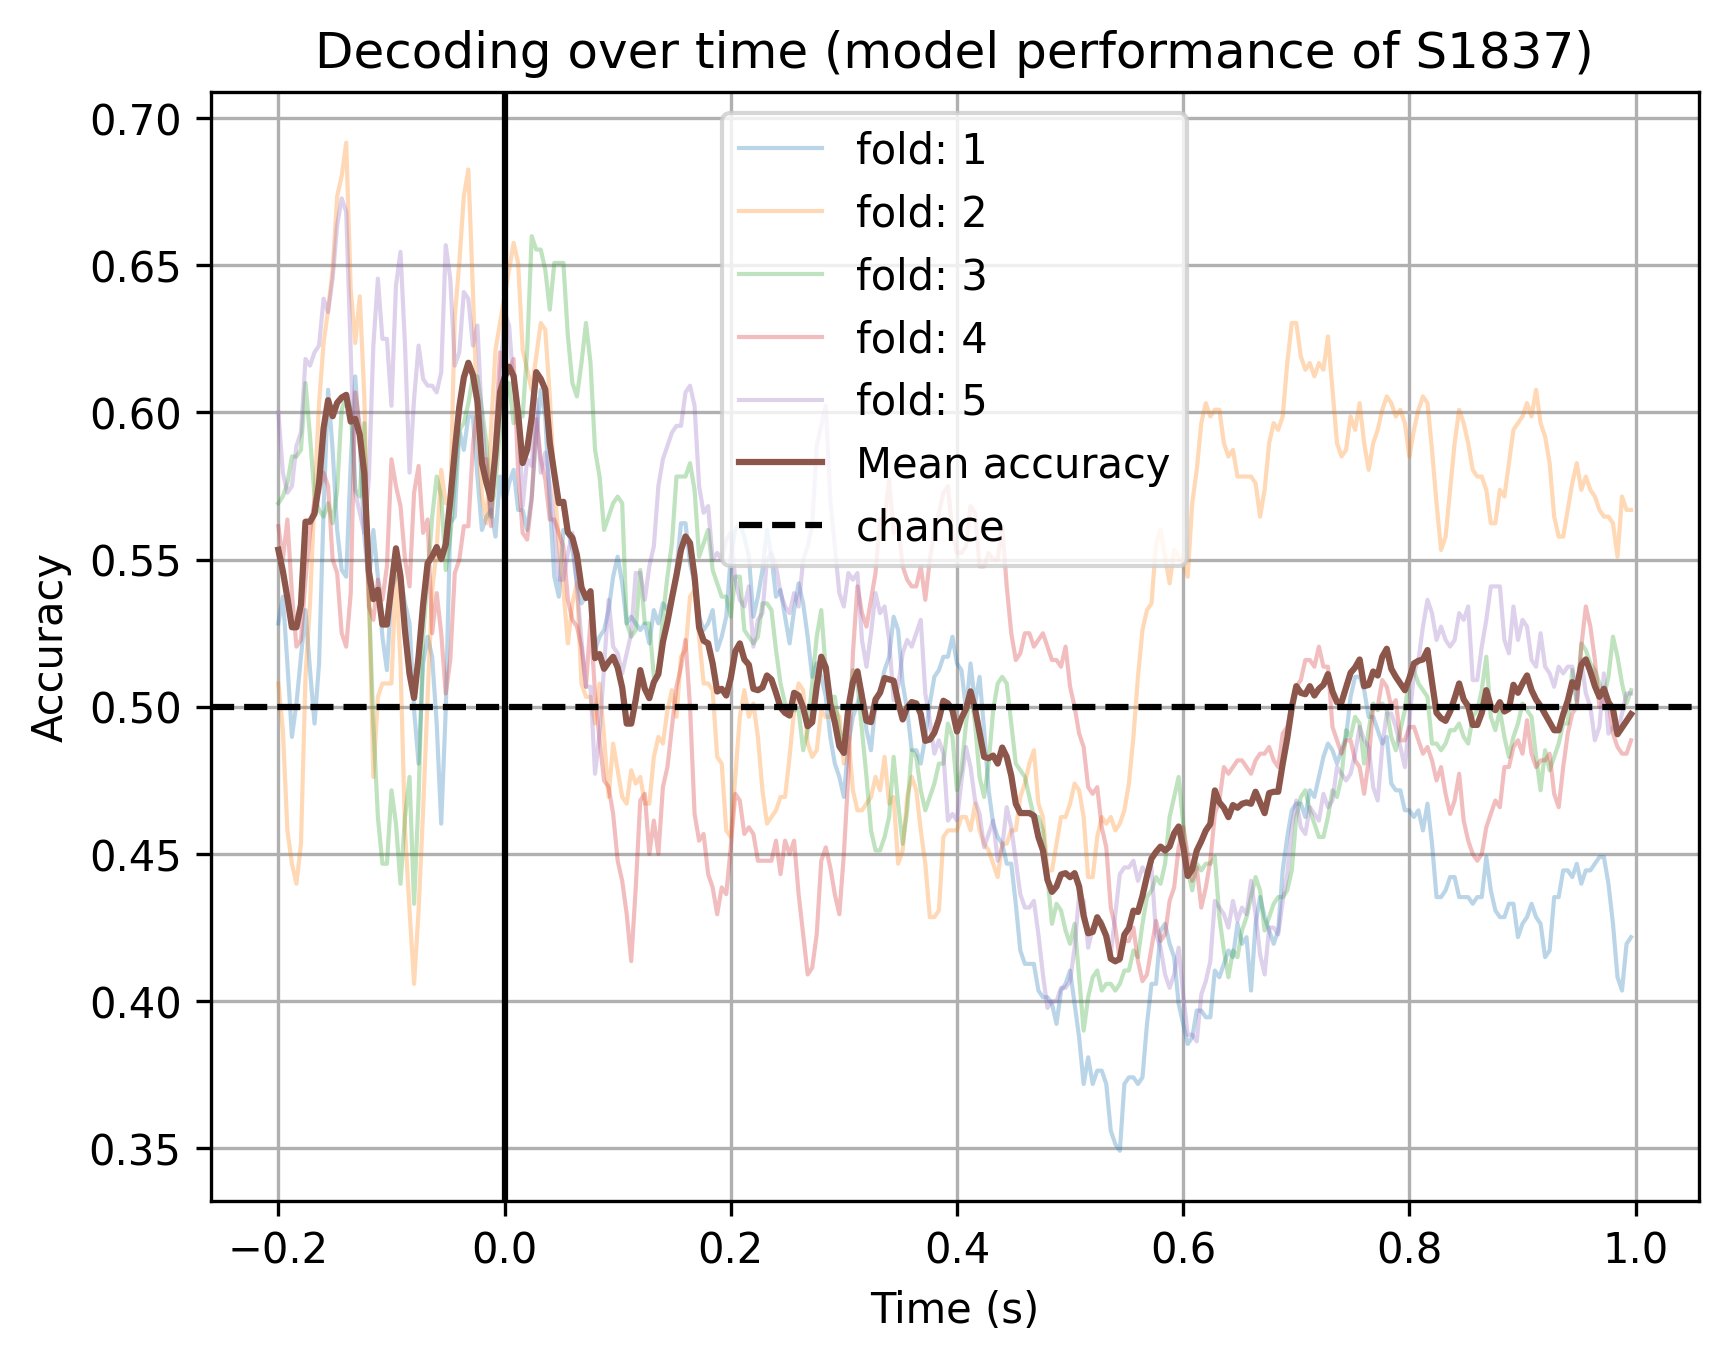 Decoding over time (model performance of S1837)
0.70
0.65
0.60
0.55
0.50
0.45
0.40
0.35
Accuracy
fold: 1
fold: 2
fold: 3
fold: 4
fold: 5
Mean accuracy
chance
−0.2 0.0 0.2 0.4 0.6 0.8 1.0
Time (s)